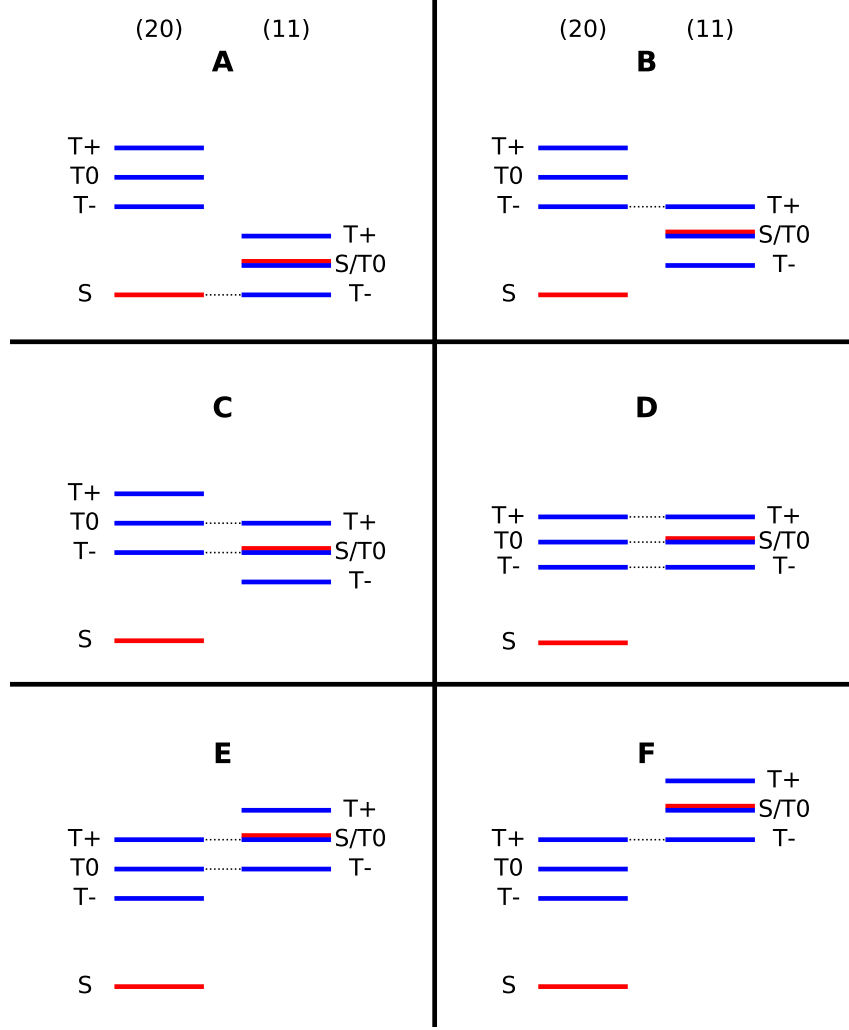 (20) (11)
A
T+
T0
T-
T+
S/T0
S
T-
(20) (11)
B
T+
T0
T- T+
S/T0
T-
S
C
T+
T0 T+
T- S/T0
T-
S
D
T+ T+
T0 S/T0
T- T-
S
E
T+
T+ S/T0
T0 T-
T-
S
F
T+
S/T0
T+ T-
T0
T-
S